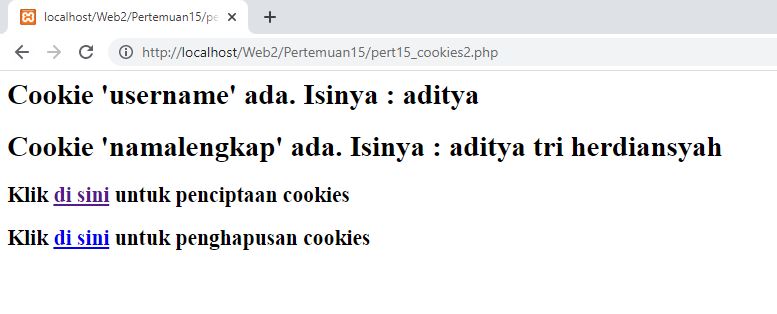 localhost/Web2/Pertemuan15/pe
http://localhost/Web2/Pertemuan15/pert15_cookies2.php
Cookie 'username' ada. Isinya : aditya
Cookie 'namalengkap' ada. Isinya : aditya tri herdiansyah
Klik di sini untuk penciptaan cookies
Klik di sini untuk penghapusan cookies